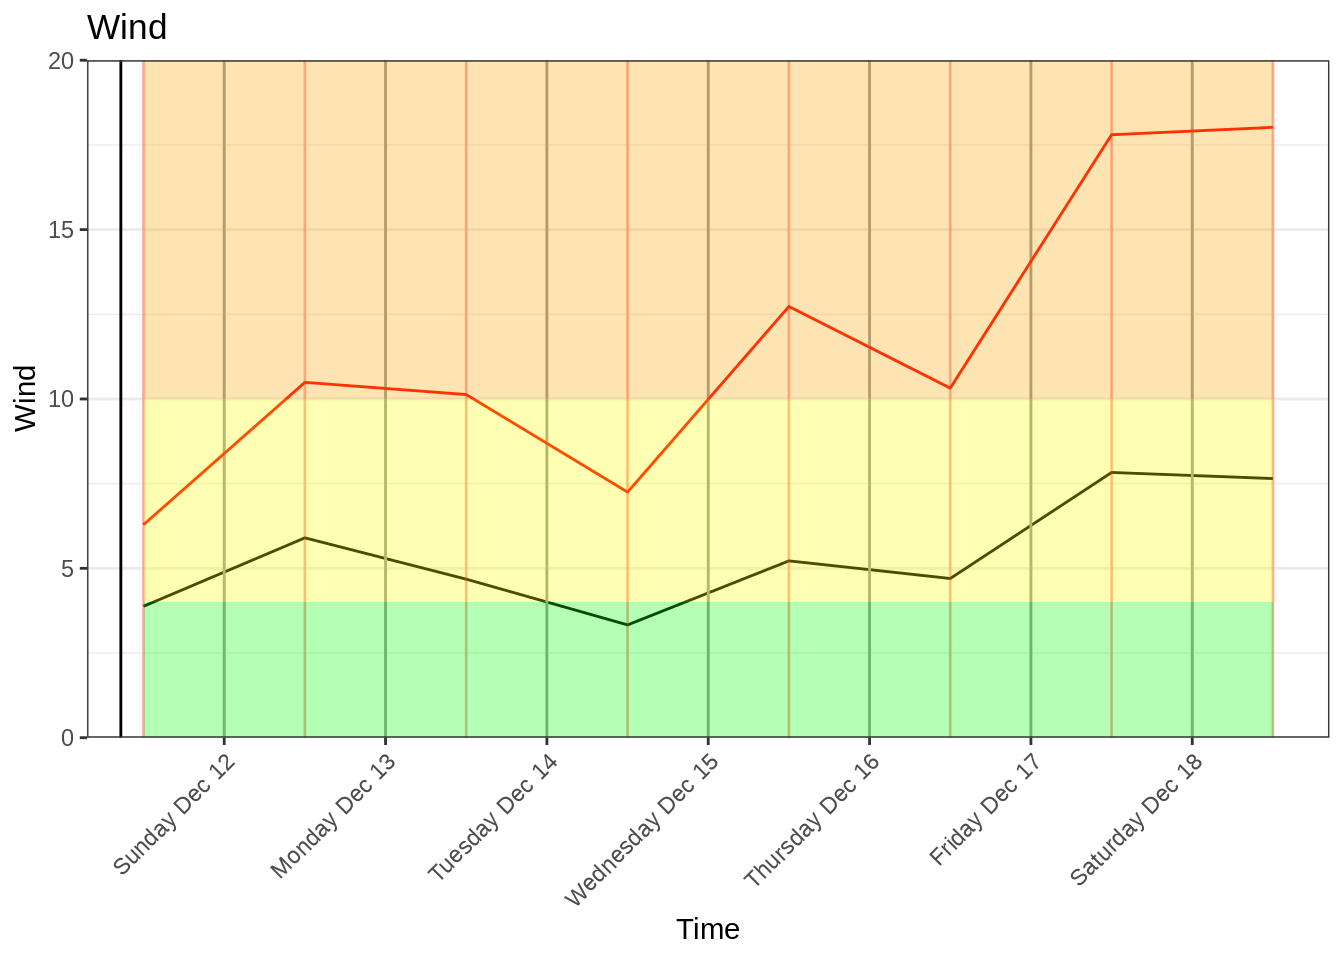 Wind
20
15
10
5
0
Wind
Sunday Dec 12
Monday Dec 13
Tuesday Dec 14
Wednesday Dec 15
Thursday Dec 16
Friday Dec 17
Saturday Dec 18
Time